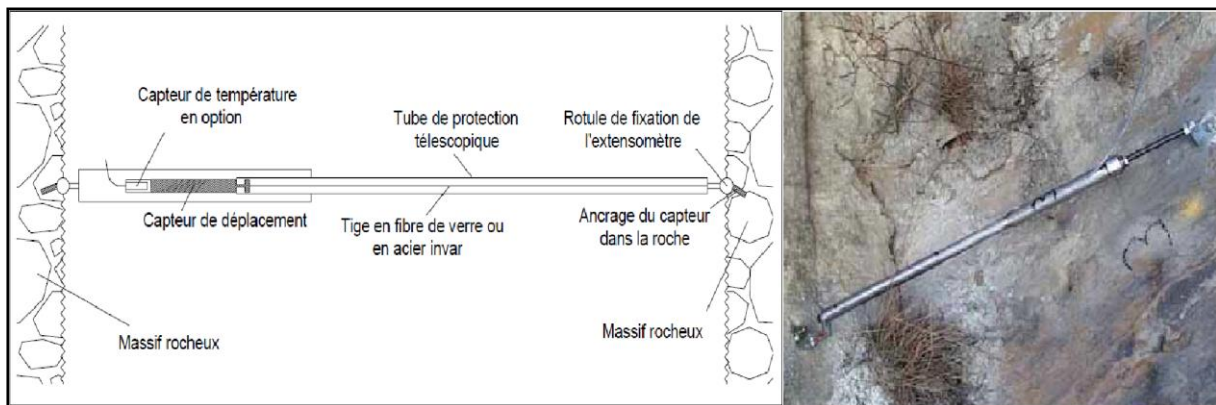 Capteur de température
en option
Tube de protection
télescopique
Rotule de fixation de
l'extensomètre
Capteur de déplacement
Tige en fibre de verre ou
en acier invar
Ancrage du capteur
dans la roche
Massif rocheux
Massif rocheux
3